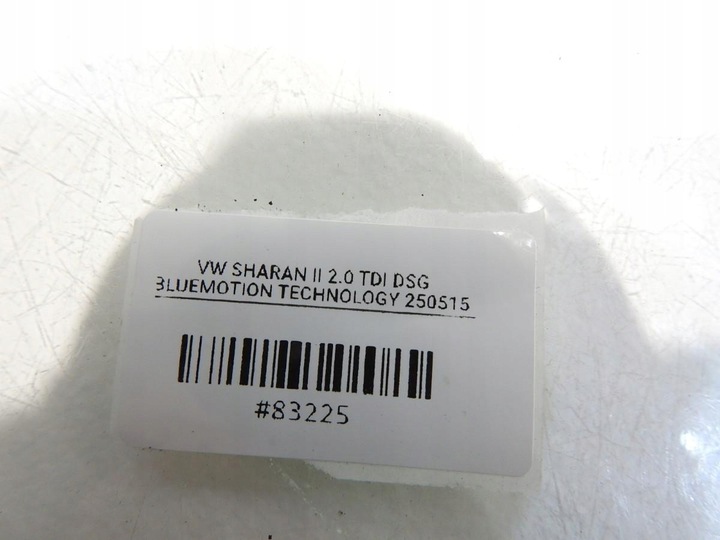 VW SHARAN II 2.0 TDI DSG
BLUEMOTION TECHNOLOGY 250515
#83225